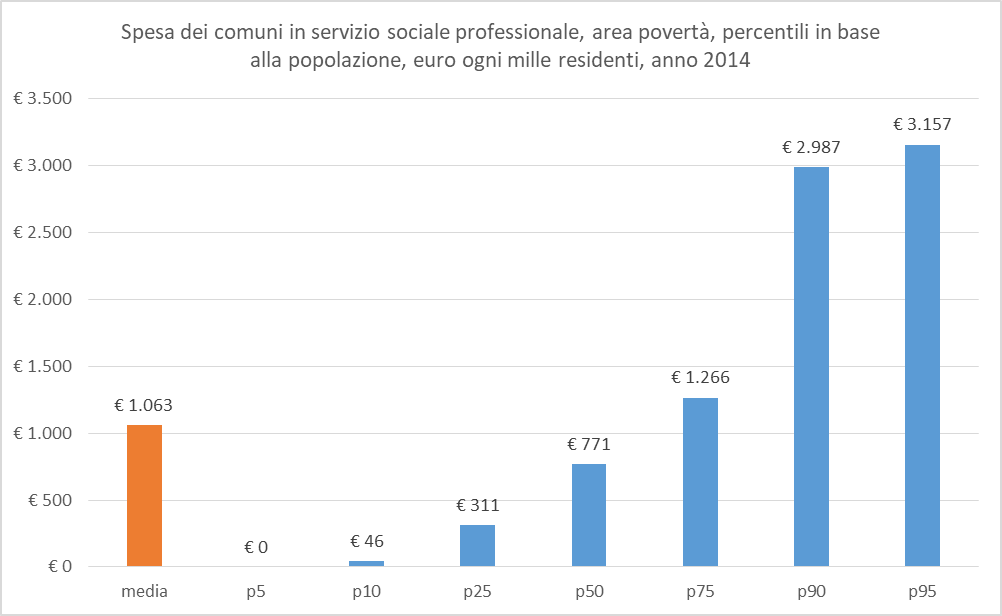 Spesa dei comuni in servizio sociale professionale, area povertà, percentili in base
alla popolazione, euro ogni mille residenti, anno 2014
€ 3.500
€ 3.000
€ 2.500
€ 2.000
€ 1.500
€ 1.000
€ 500
€ 0
€ 1.063
€ 0
€ 46
€ 311
€ 771
€ 1.266
€ 2.987
€ 3.157
media
p5
p10
p25
p50
p75
p90
p95